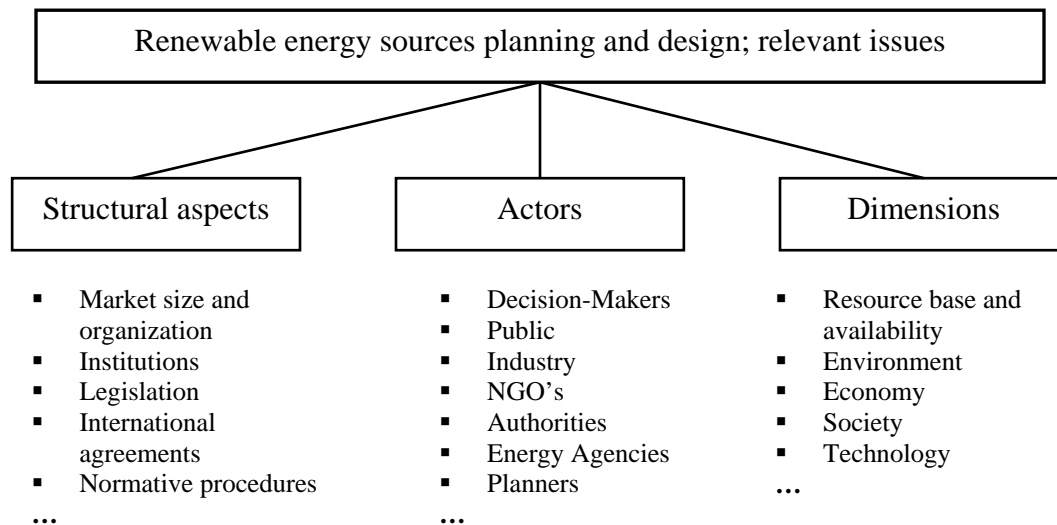 Renewable energy sources planning and design; relevant issues
Structural aspects
▪ Market size and
organization
▪ Institutions
▪ Legislation
▪ International
agreements
▪ Normative procedures
...
Actors
▪ Decision-Makers
▪ Public
▪ Industry
▪ NGO’s
▪ Authorities
▪ Energy Agencies
▪ Planners
...
Dimensions
▪ Resource base and
availability
▪ Environment
▪ Economy
▪ Society
▪ Technology
...